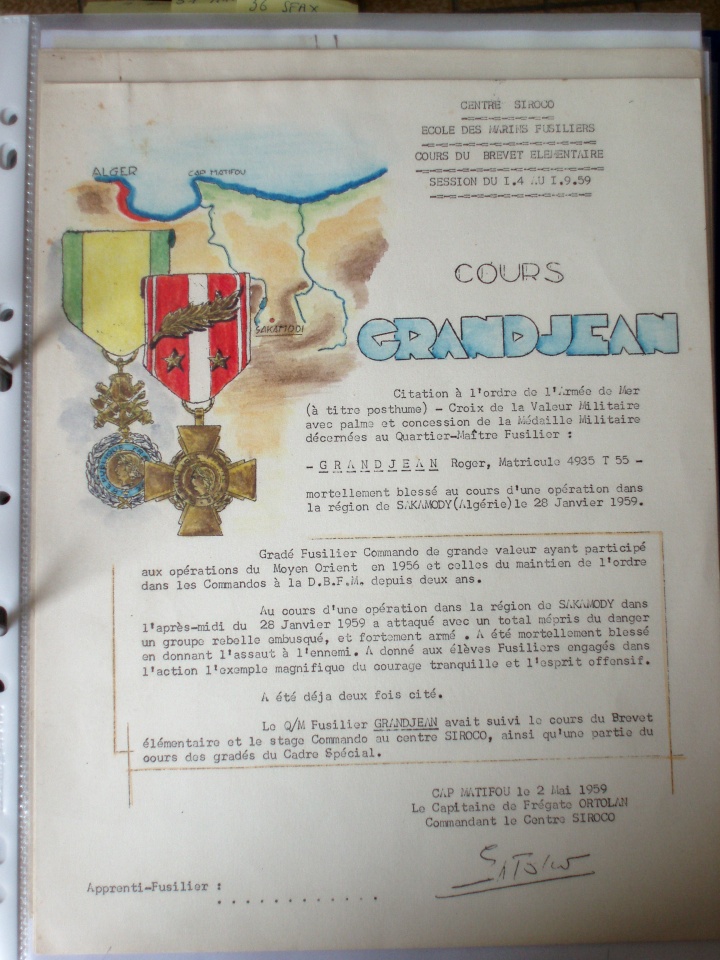 36 SFAX
CENTRE SIROCO
ECOLE DES MARINS FUSILIERS
COURS DU BREVET ELEMENTAIRE
SESSION DU I.4 AU I.9.59
ALGER
CAP MATIFOU
SAKAMODI
COURS
GRANDJEAN
Citation à l'ordre de l'Armée de Mer
(à titre posthume) - Croix de la Valeur Militaire
avec palme et concession de la Médaille Militaire
décernées au Quartier-Maître Fusilier :
- GRANDJEAN Roger, Matricule 4935 T 55 -
mortellement blessé au cours d'une opération dans
la région de SAKAMODY(Algérie)le 28 Janvier 1959.
Gradé Fusilier Commando de grande valeur ayant participé
aux opérations du Moyen Orient en 1956 et celles du maintien de l'ordre
dans les Commandos à la D.B.F.M. depuis deux ans.
Au cours d'une opération dans la région de SAKAMODY dans
l'après-midi du 28 Janvier 1959 a attaqué avec un total mépris du danger
un groupe rebelle embusqué, et fortement armé . A été mortellement blessé
en donnant l'assaut à l'ennemi. A donné aux élèves Fusiliers engagés dans
l'action l'exemple magnifique du courage tranquille et l'esprit offensif.
A été déja deux fois cité.
Le Q/M Fusilier GRANDJEAN avait suivi le cours du Brevet
élémentaire et le stage Commando au centre SIROCO, ainsi qu'une partie du
cours des gradés du Cadre Spécial.
CAP MATIFOU le 2 Mai 1959
Le Capitaine de Frégate ORTOLAN
Commandant le Centre SIROCO
Apprenti-Fusilier : . . . . . . . . . . . .